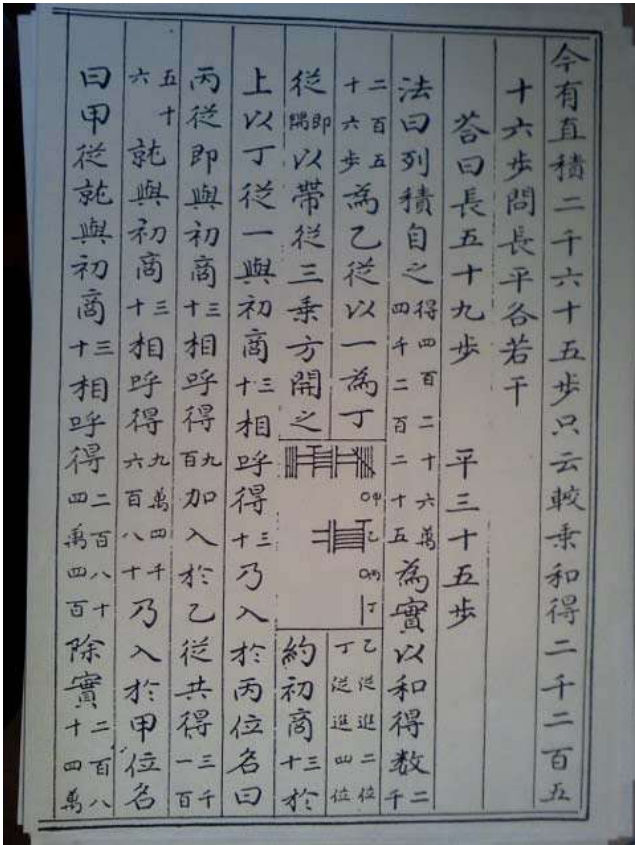 今有直積二千六十五步只云較乘和得二千二百五
十六步問長平各若干
荅曰長五十九步 平三十五步
法曰列積自之得四百二十六萬四千二百二十五為實以和得數二千
二百五十六步為乙從以一為丁
從即隅以帶從三乘方開之
甲
乙
丙
丁
乙從進二位丁從進四位
約初商三十於
上以丁從一與初商三十相呼得三十乃入於丙位名曰
丙從即與初商三十相呼得九百加入於乙從共得三千一百
五十六就與初商三十相呼得九萬四千六百八十乃入於甲位名
曰甲從就與初商三十相呼得二百八十四萬四百除實二百八十四萬